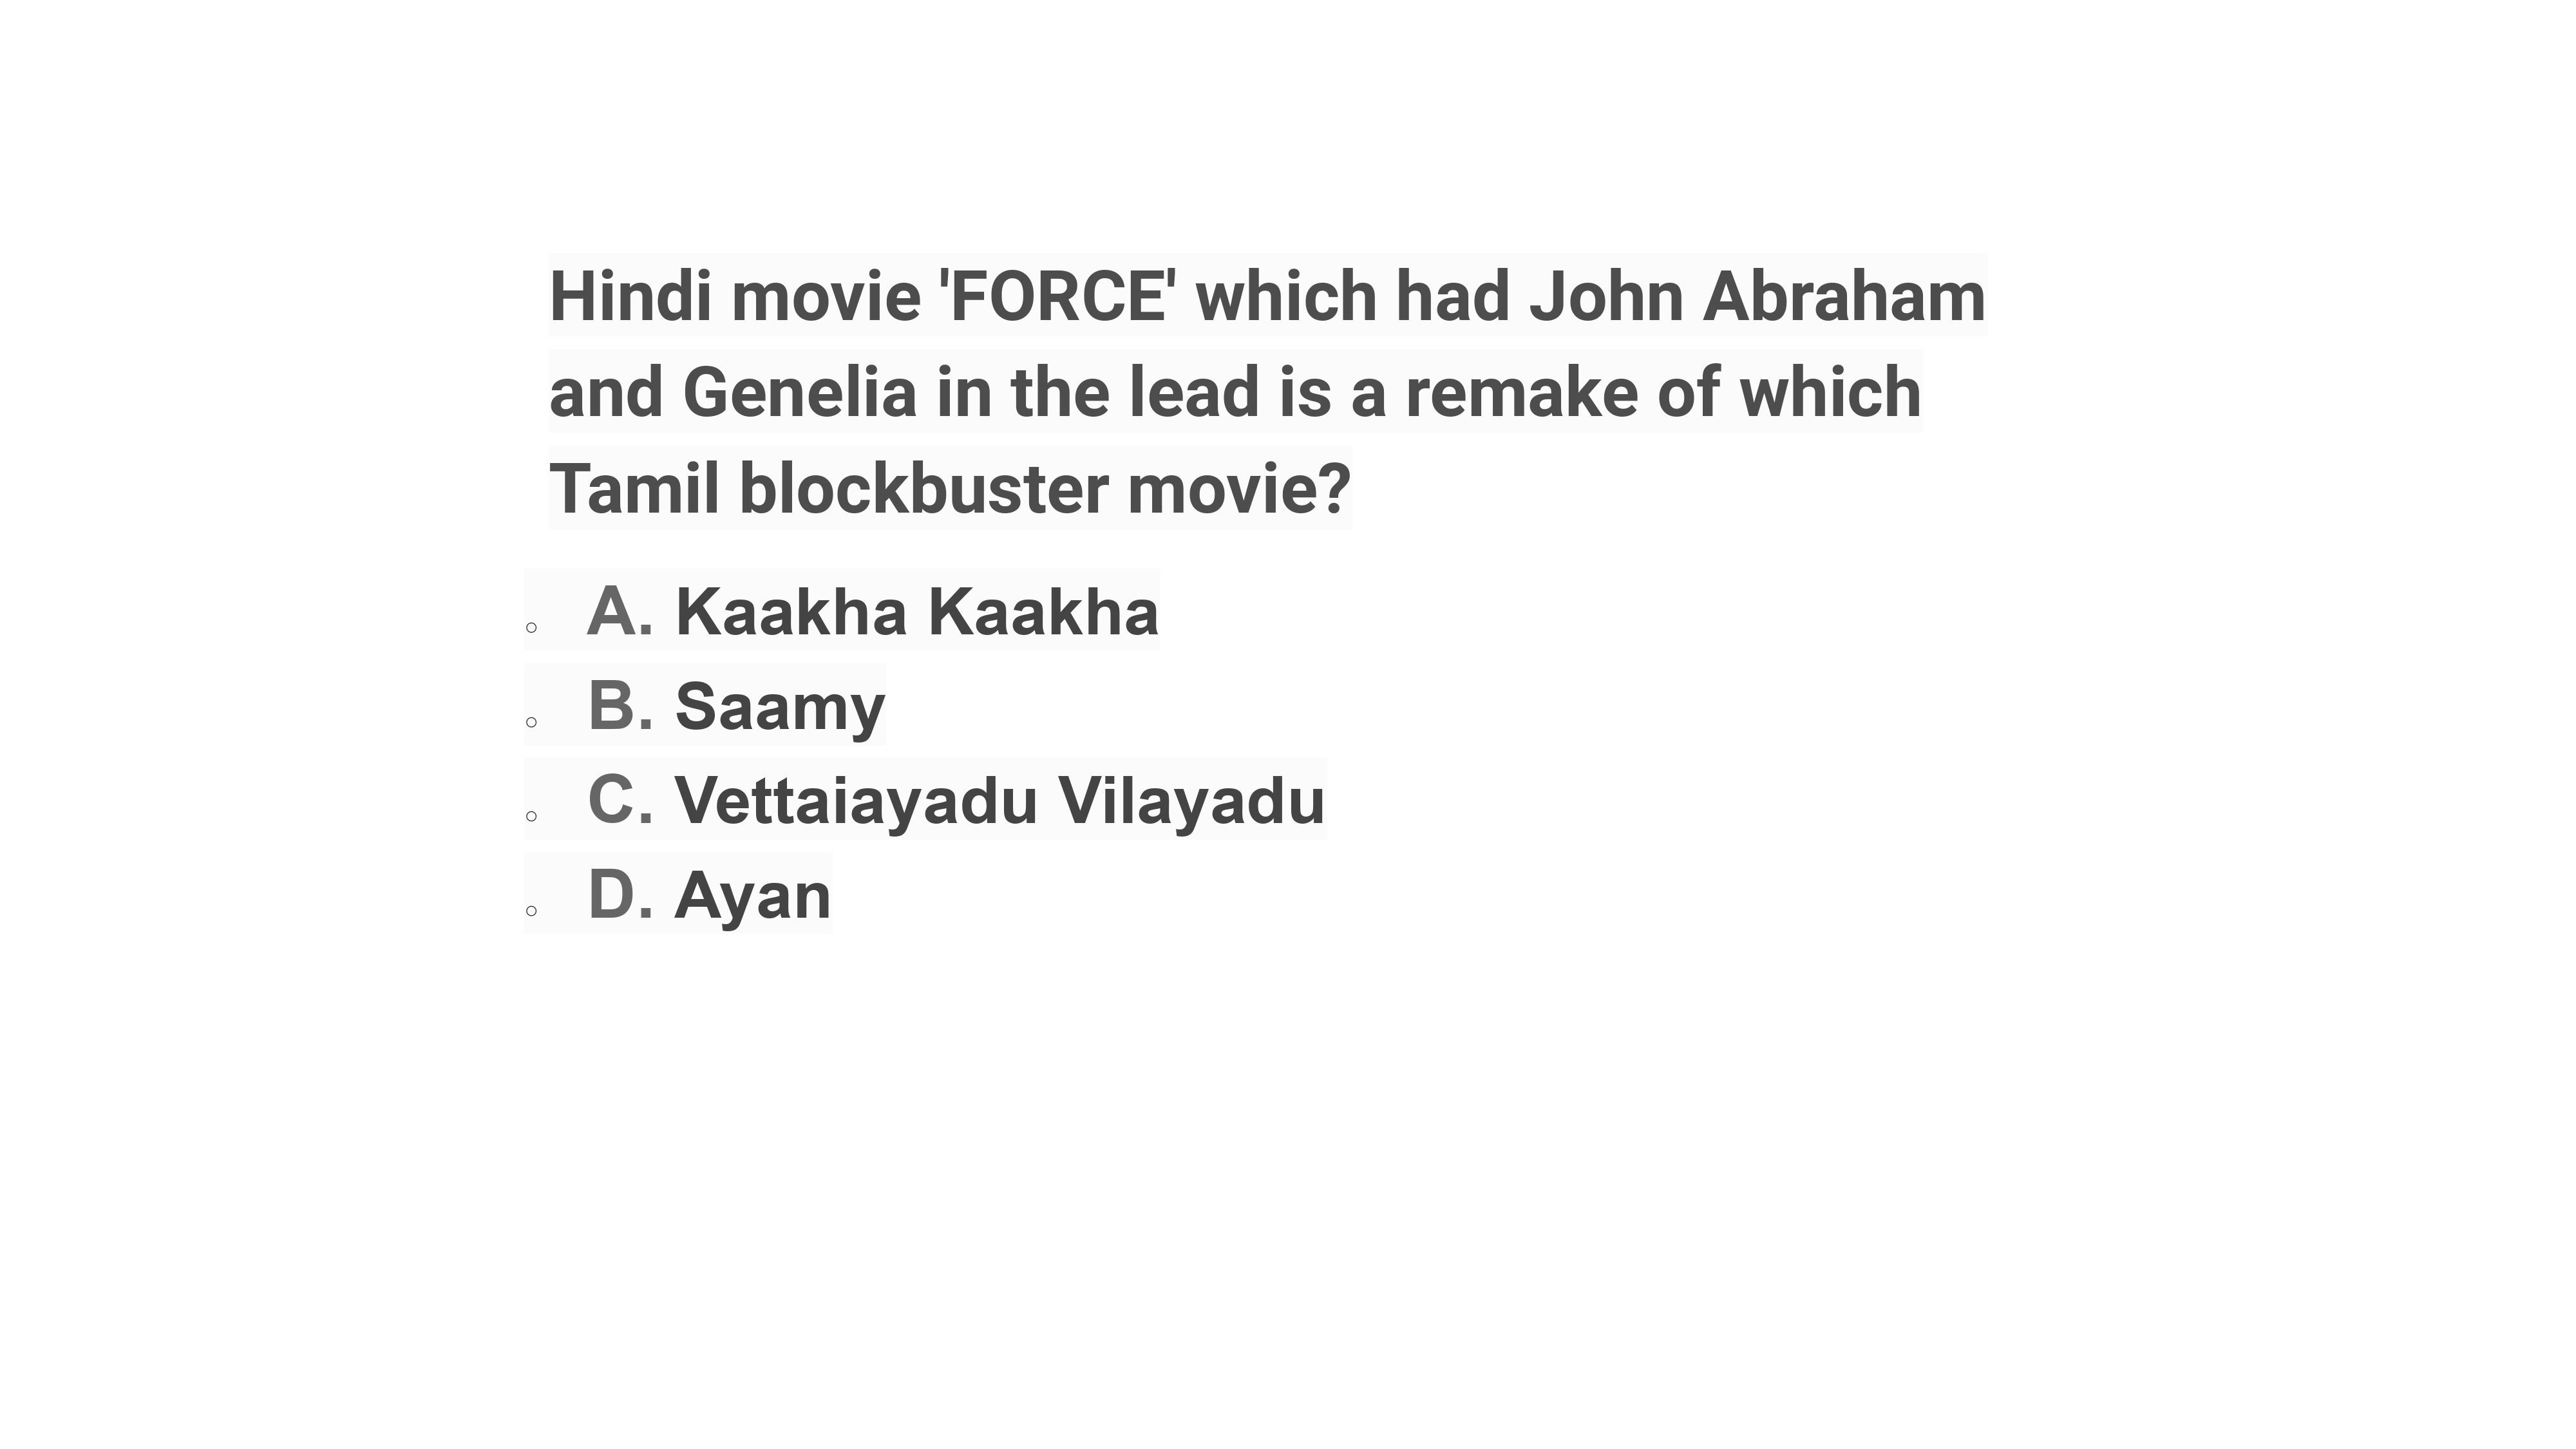 Hindi movie 'FORCE' which had John Abraham
and Genelia in the lead is a remake of which
Tamil blockbuster movie?
A. Kaakha Kaakha
B. Saamy
C. Vettaiayadu Vilayadu
D. Ayan